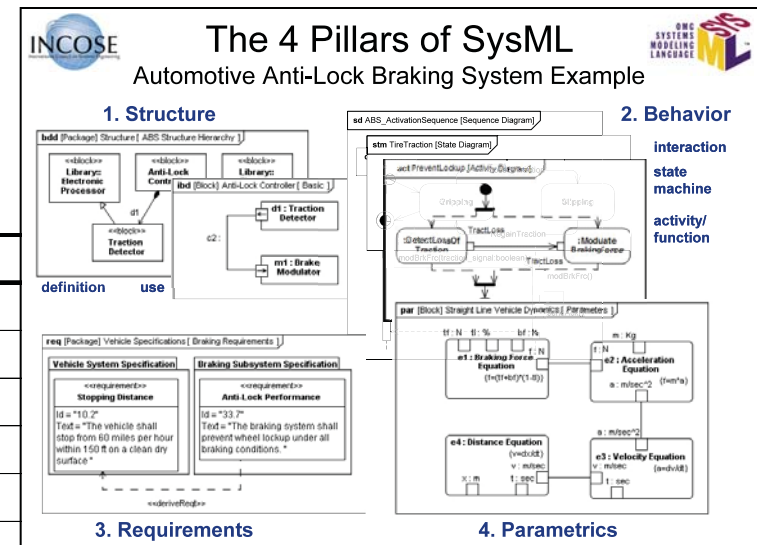 INCOSE
The 4 Pillars of SysML
OMG
SYSTEMS
MODELING
LANGUAGE
SYS
ML
Automotive Anti-Lock Braking System Example
1. Structure
bdd [Package] Structure [ ABS Structure Hierarchy ]
<<block>>
Library::
Electronic
Processor
<<block>>
Anti-Lock
<<block>>
Library::
d1
<<block>>
Traction
Detector
ibd [Block] Anti-Lock Controller [ Basic ]
d1 : Traction
Detector
c2 :
m1 : Brake
Modulator
definition
use
2. Behavior
sd ABS_ActivationSequence [Sequence Diagram]
stm TireTraction [State Diagram]
act PreventLockup [Activity Diagram]
Gripping
Slipping
TractLoss
RegainTraction
:DetectLossOf
Traction
:Modulate
BrakingForce
TractLoss
modBrkFrc(traction_signal:boolean)
modBrkFrc()
interaction
state
machine
activity/
function
req [Package] Vehicle Specifications [ Braking Requirements ]
Vehicle System Specification
<<requirement>>
Stopping Distance
Id = "10.2"
Text = "The vehicle shall
stop from 60 miles per hour
within 150 ft on a clean dry
surface "
Braking Subsystem Specification
<<requirement>>
Anti-Lock Performance
Id = "33.7"
Text = "The braking system shall
prevent wheel lockup under all
braking conditions. "
<<deriveReqt>>
3. Requirements
par [Block] Straight Line Vehicle Dynamics [ Parameters ]
tf : N
tl : %
bf : N
f : N
e1 : Braking Force
Equation
{f=(tf*bf)*(1-tl)}
m : Kg
f : N
e2 : Acceleration
Equation
a : m/sec^2
{f=m*a}
a : m/sec^2
e3 : Velocity Equation
v : m/sec
{a=dv/dt}
t : sec
e4 : Distance Equation
{v=dx/dt}
v : m/sec
x : m
t : sec
4. Parametrics